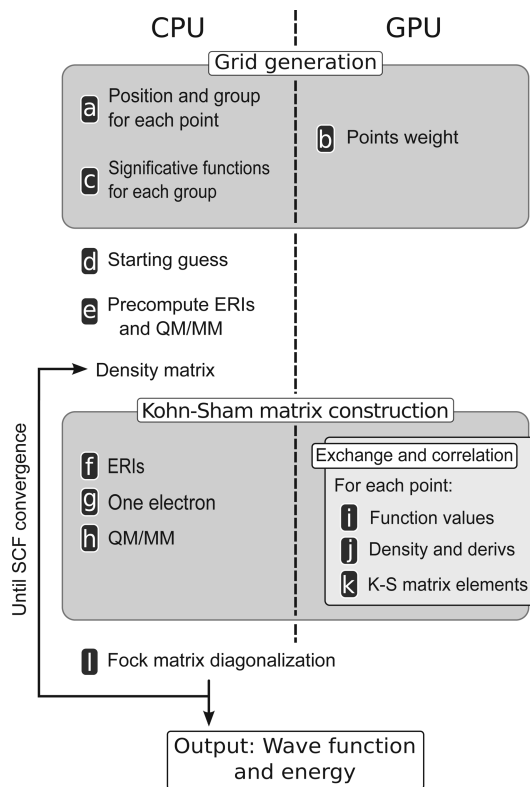 CPU
GPU
Grid generation
a Position and group
for each point
b Points weight
c Significative functions
for each group
d Starting guess
e Precompute ERIs
and QM/MM
Density matrix
Kohn-Sham matrix construction
f ERIs
g One electron
h QM/MM
Exchange and correlation
For each point:
i Function values
j Density and derivs
k K-S matrix elements
Until SCF convergence
l Fock matrix diagonalization
Output: Wave function
and energy